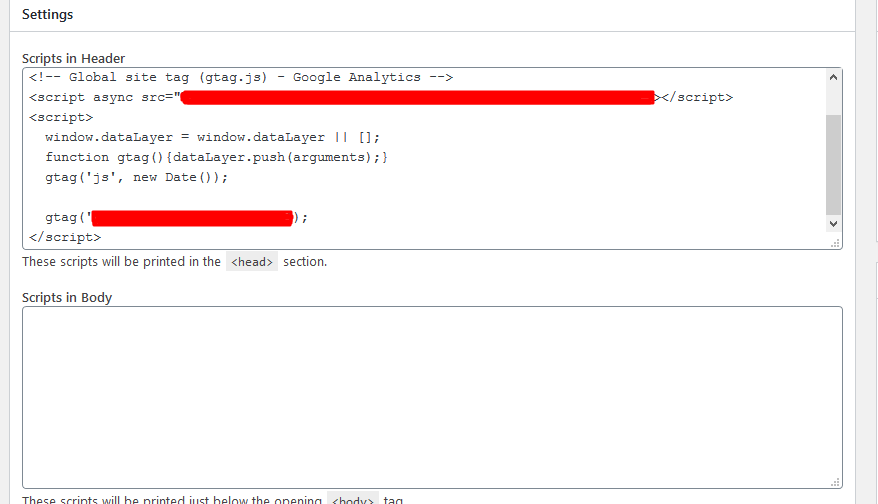 Settings
Scripts in Header
<!-- Global site tag (gtag.js) - Google Analytics -->
<script async src="></script>
<script>
window.dataLayer = window.dataLayer || [];
function gtag(){dataLayer.push(arguments);}
gtag('js', new Date());
gtag(');
</script>
These scripts will be printed in the <head> section.
Scripts in Body
These scripts will be printed just below the opening <body> tag